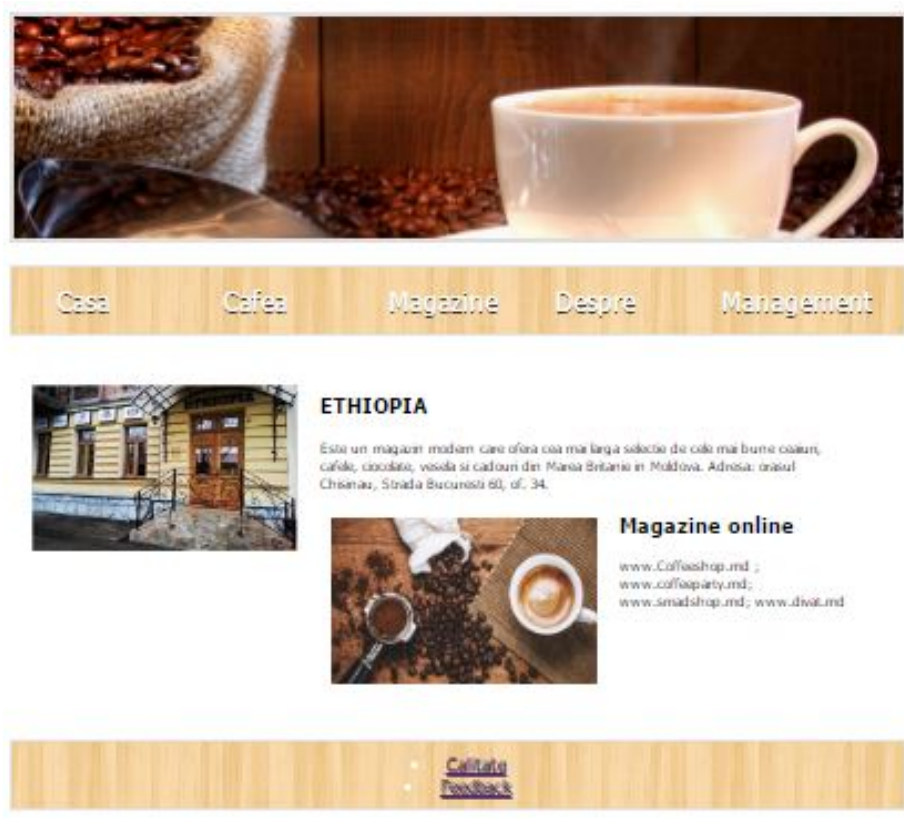 Casa Cafea Magazine Despre Management
ETHIOPIA
ETHIOPIA
Este un magazin modern care ofera cea mai larga selectie de cele mai bune ceaiuri,
cafele, ciocolate, vesela si cadouri din Marea Britanie in Moldova. Adresa: orasul
Chisinau, Strada Bucuresti 60, of. 34.
Magazine online
www.Coffeeshop.md ;
www.coffeeparty.md;
www.smadshop.md; www.divat.md
Calitate
Feedback